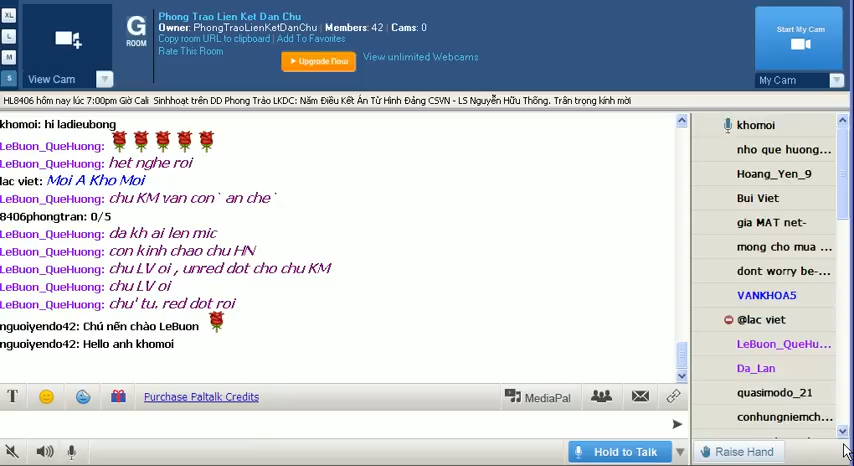 XL
L
M
S
View Cam
G
ROOM
Phong Trao Lien Ket Dan Chu
Owner: PhongTraoLienKetDanChu | Members: 42 | Cams: 0
Copy room URL to clipboard | Add To Favorites
Rate This Room
Upgrade Now
View unlimited Webcams
Start My Cam
My Cam
HL8406 hôm nay lúc 7:00pm Giờ Cali Sinhhoạt trên DD Phong Trào LKDC: Năm Điều Kết Án Tử Hình Đảng CSVN - LS Nguyễn Hữu Thống. Trân trọng kính mời
khomoi: hi ladieubong
LeBuon_QueHuong:
LeBuon_QueHuong: het nghe roi
lac viet: Moi A Kho Moi
LeBuon_QueHuong: chu KM van con` an che`
8406phongtran: 0/5
LeBuon_QueHuong: da kh ai len mic
LeBuon_QueHuong: con kinh chao chu HN
LeBuon_QueHuong: chu LV oi , unred dot cho chu KM
LeBuon_QueHuong: chu LV oi
LeBuon_QueHuong: chu' tu, red dot roi
nguoiyendo42: Chú nến chào LeBuon
nguoiyendo42: Hello anh khomoi
T
Purchase Paltalk Credits
MediaPal
Hold to Talk
khomoi
nho que huong...
Hoang_Yen_9
Bui Viet
gia MAT net-
mong cho mua ...
dont worry be-...
VANKHOA5
@lac viet
LeBuon_QueHu...
Da_Lan
quasimodo_21
conhungniemch...
Raise Hand